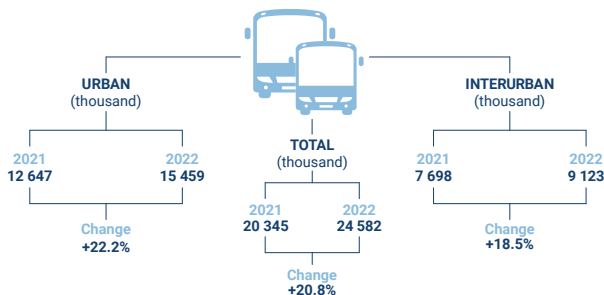 URBAN
(thousand)
2021
12 647
2022
15 459
Change
+22.2%
TOTAL
(thousand)
2021
20 345
2022
24 582
Change
+20.8%
INTERURBAN
(thousand)
2021
7 698
2022
9 123
Change
+18.5%